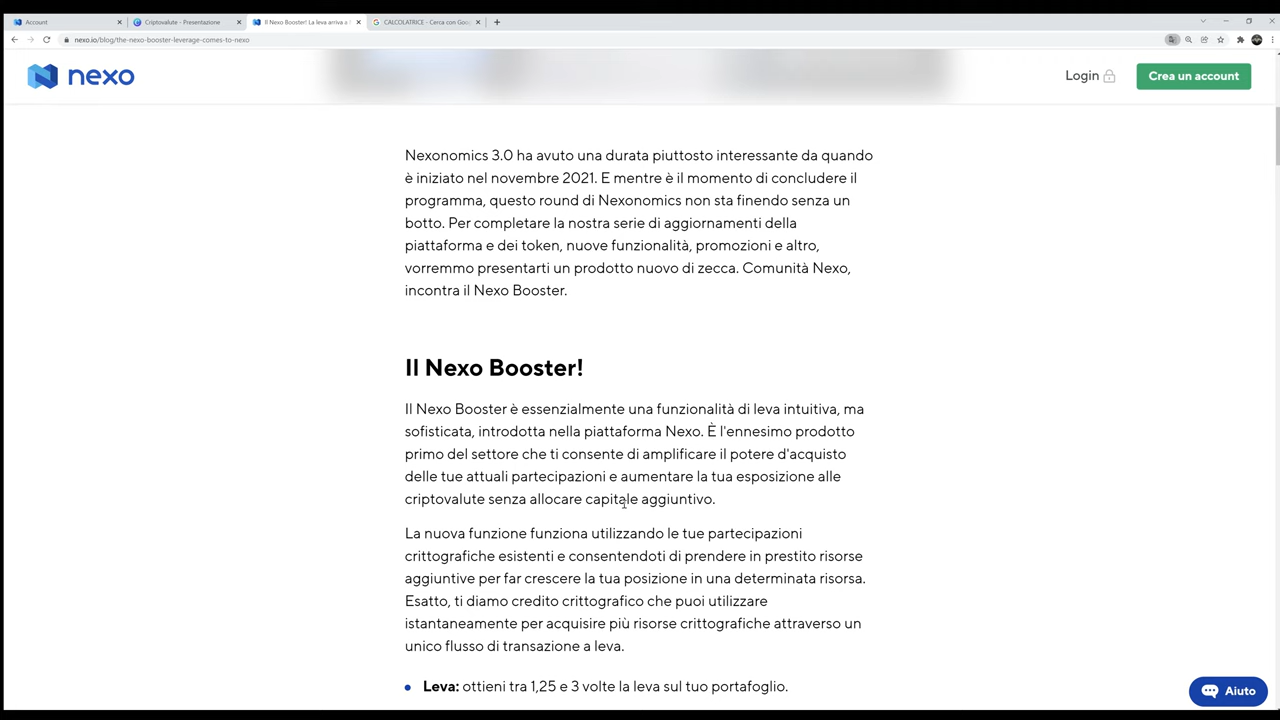 Account
Criptovalute - Presentazione
Il Nexo Booster! La leva arriva a
CALCOLATRICE - Cerca con Goo
nexo.io/blog/the-nexo-booster-leverage-comes-to-nexo
nexo
Login
Crea un account
Nexonomics 3.0 ha avuto una durata piuttosto interessante da quando
è iniziato nel novembre 2021. E mentre è il momento di concludere il
programma, questo round di Nexonomics non sta finendo senza un
botto. Per completare la nostra serie di aggiornamenti della
piattaforma e dei token, nuove funzionalità, promozioni e altro,
vorremmo presentarti un prodotto nuovo di zecca. Comunità Nexo,
incontra il Nexo Booster.
Il Nexo Booster!
Il Nexo Booster è essenzialmente una funzionalità di leva intuitiva, ma
sofisticata, introdotta nella piattaforma Nexo. È l'ennesimo prodotto
primo del settore che ti consente di amplificare il potere d'acquisto
delle tue attuali partecipazioni e aumentare la tua esposizione alle
criptovalute senza allocare capitale aggiuntivo.
La nuova funzione funziona utilizzando le tue partecipazioni
crittografiche esistenti e consentendoti di prendere in prestito risorse
aggiuntive per far crescere la tua posizione in una determinata risorsa.
Esatto, ti diamo credito crittografico che puoi utilizzare
istantaneamente per acquisire più risorse crittografiche attraverso un
unico flusso di transazione a leva.
Leva: ottieni tra 1,25 e 3 volte la leva sul tuo portafoglio.
Aiuto